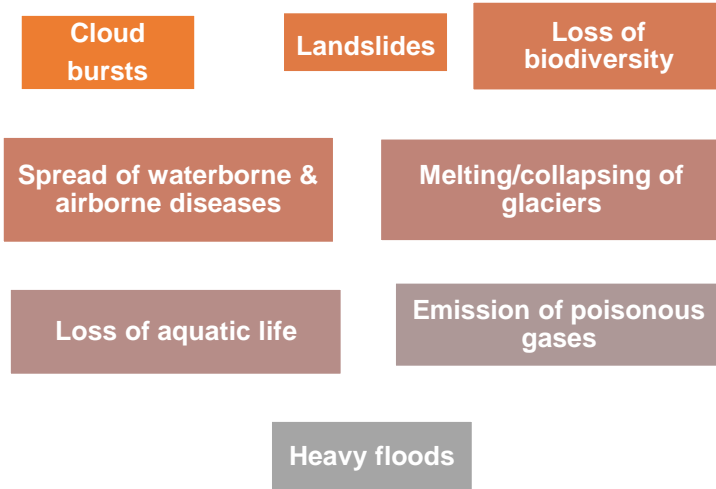 Cloud
bursts
Landslides
Loss of
biodiversity
Spread of waterborne &
airborne diseases
Melting/collapsing of
glaciers
Loss of aquatic life
Emission of poisonous
gases
Heavy floods